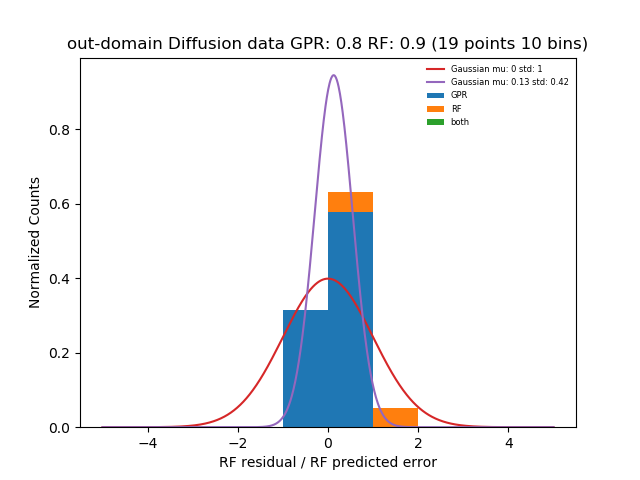 out-domain Diffusion data GPR: 0.8 RF: 0.9 (19 points 10 bins)
Gaussian mu: 0 std: 1
Gaussian mu: 0.13 std: 0.42
GPR
RF
both
Normalized Counts
0.8
0.6
0.4
0.2
0.0
−4
−2
0
2
4
RF residual / RF predicted error